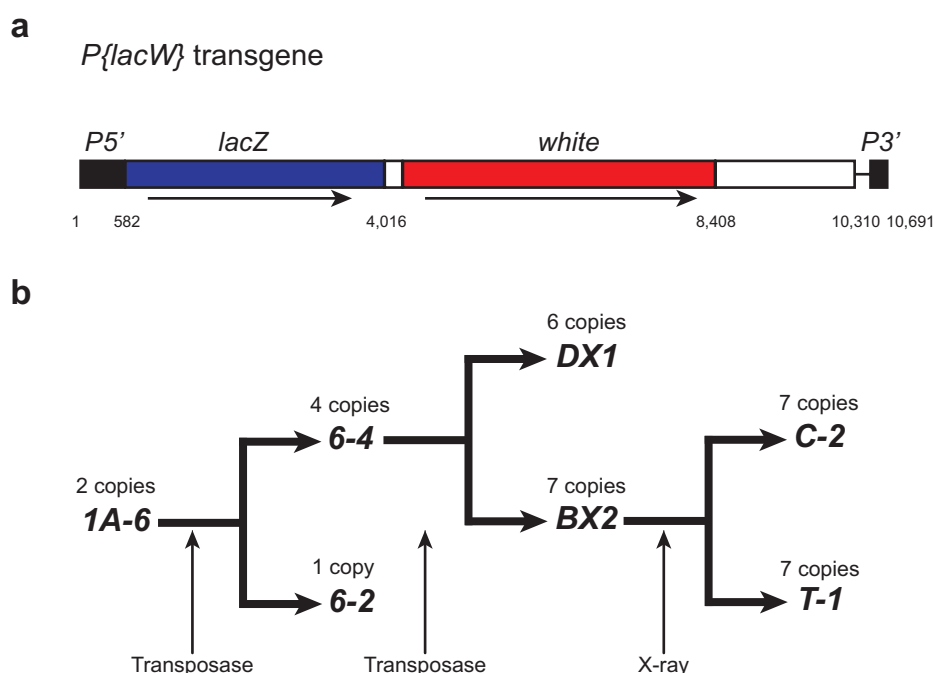 a
P{lacW} transgene
P5’ lacZ white P3’
1 582 4,016 8,408 10,310 10,691
b
6 copies
DX1
4 copies
6-4
7 copies
C-2
2 copies
1A-6
7 copies
BX2
1 copy
6-2
7 copies
T-1
Transposase Transposase X-ray